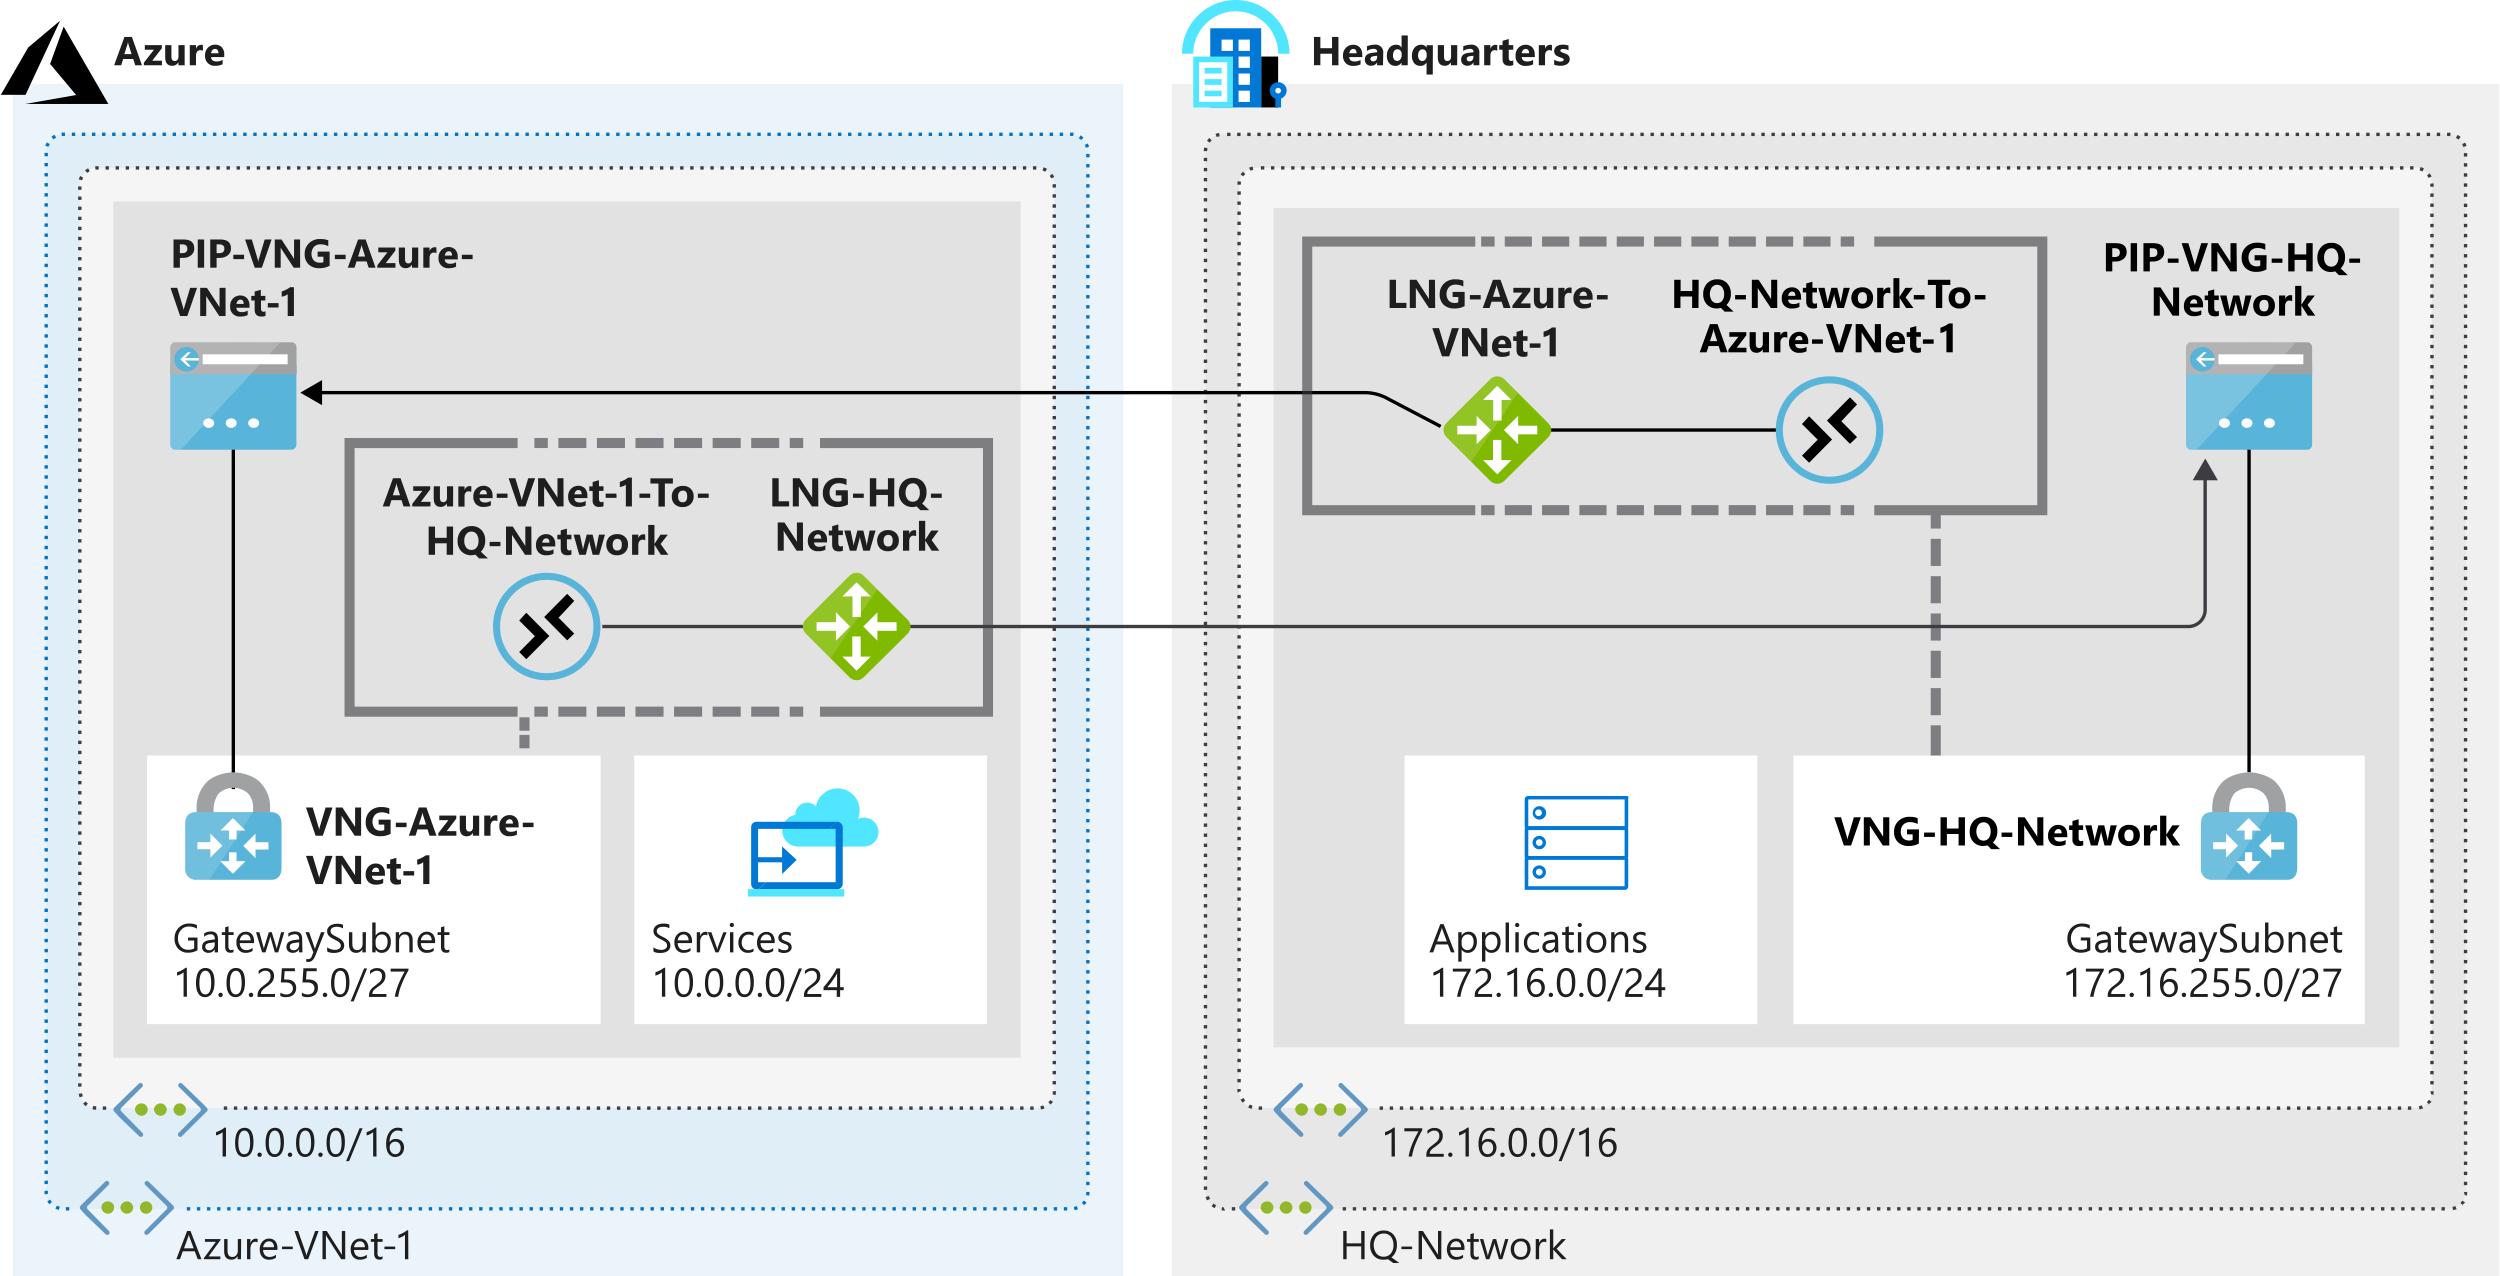 Azure
PIP-VNG-Azure-
VNet-1
Azure-VNet-1-To-
HQ-Network
LNG-HQ-
Network
VNG-Azure-
VNet-1
GatewaySubnet
10.0.255.0/27
Services
10.0.0.0/24
10.0.0.0/16
Azure-VNet-1
Headquarters
LNG-Azure-
VNet-1
HQ-Network-To-
Azure-VNet-1
PIP-VNG-HQ-
Network
VNG-HQ-Network
Applications
172.16.0.0/24
GatewaySubnet
172.16.255.0/27
172.16.0.0/16
HQ-Network